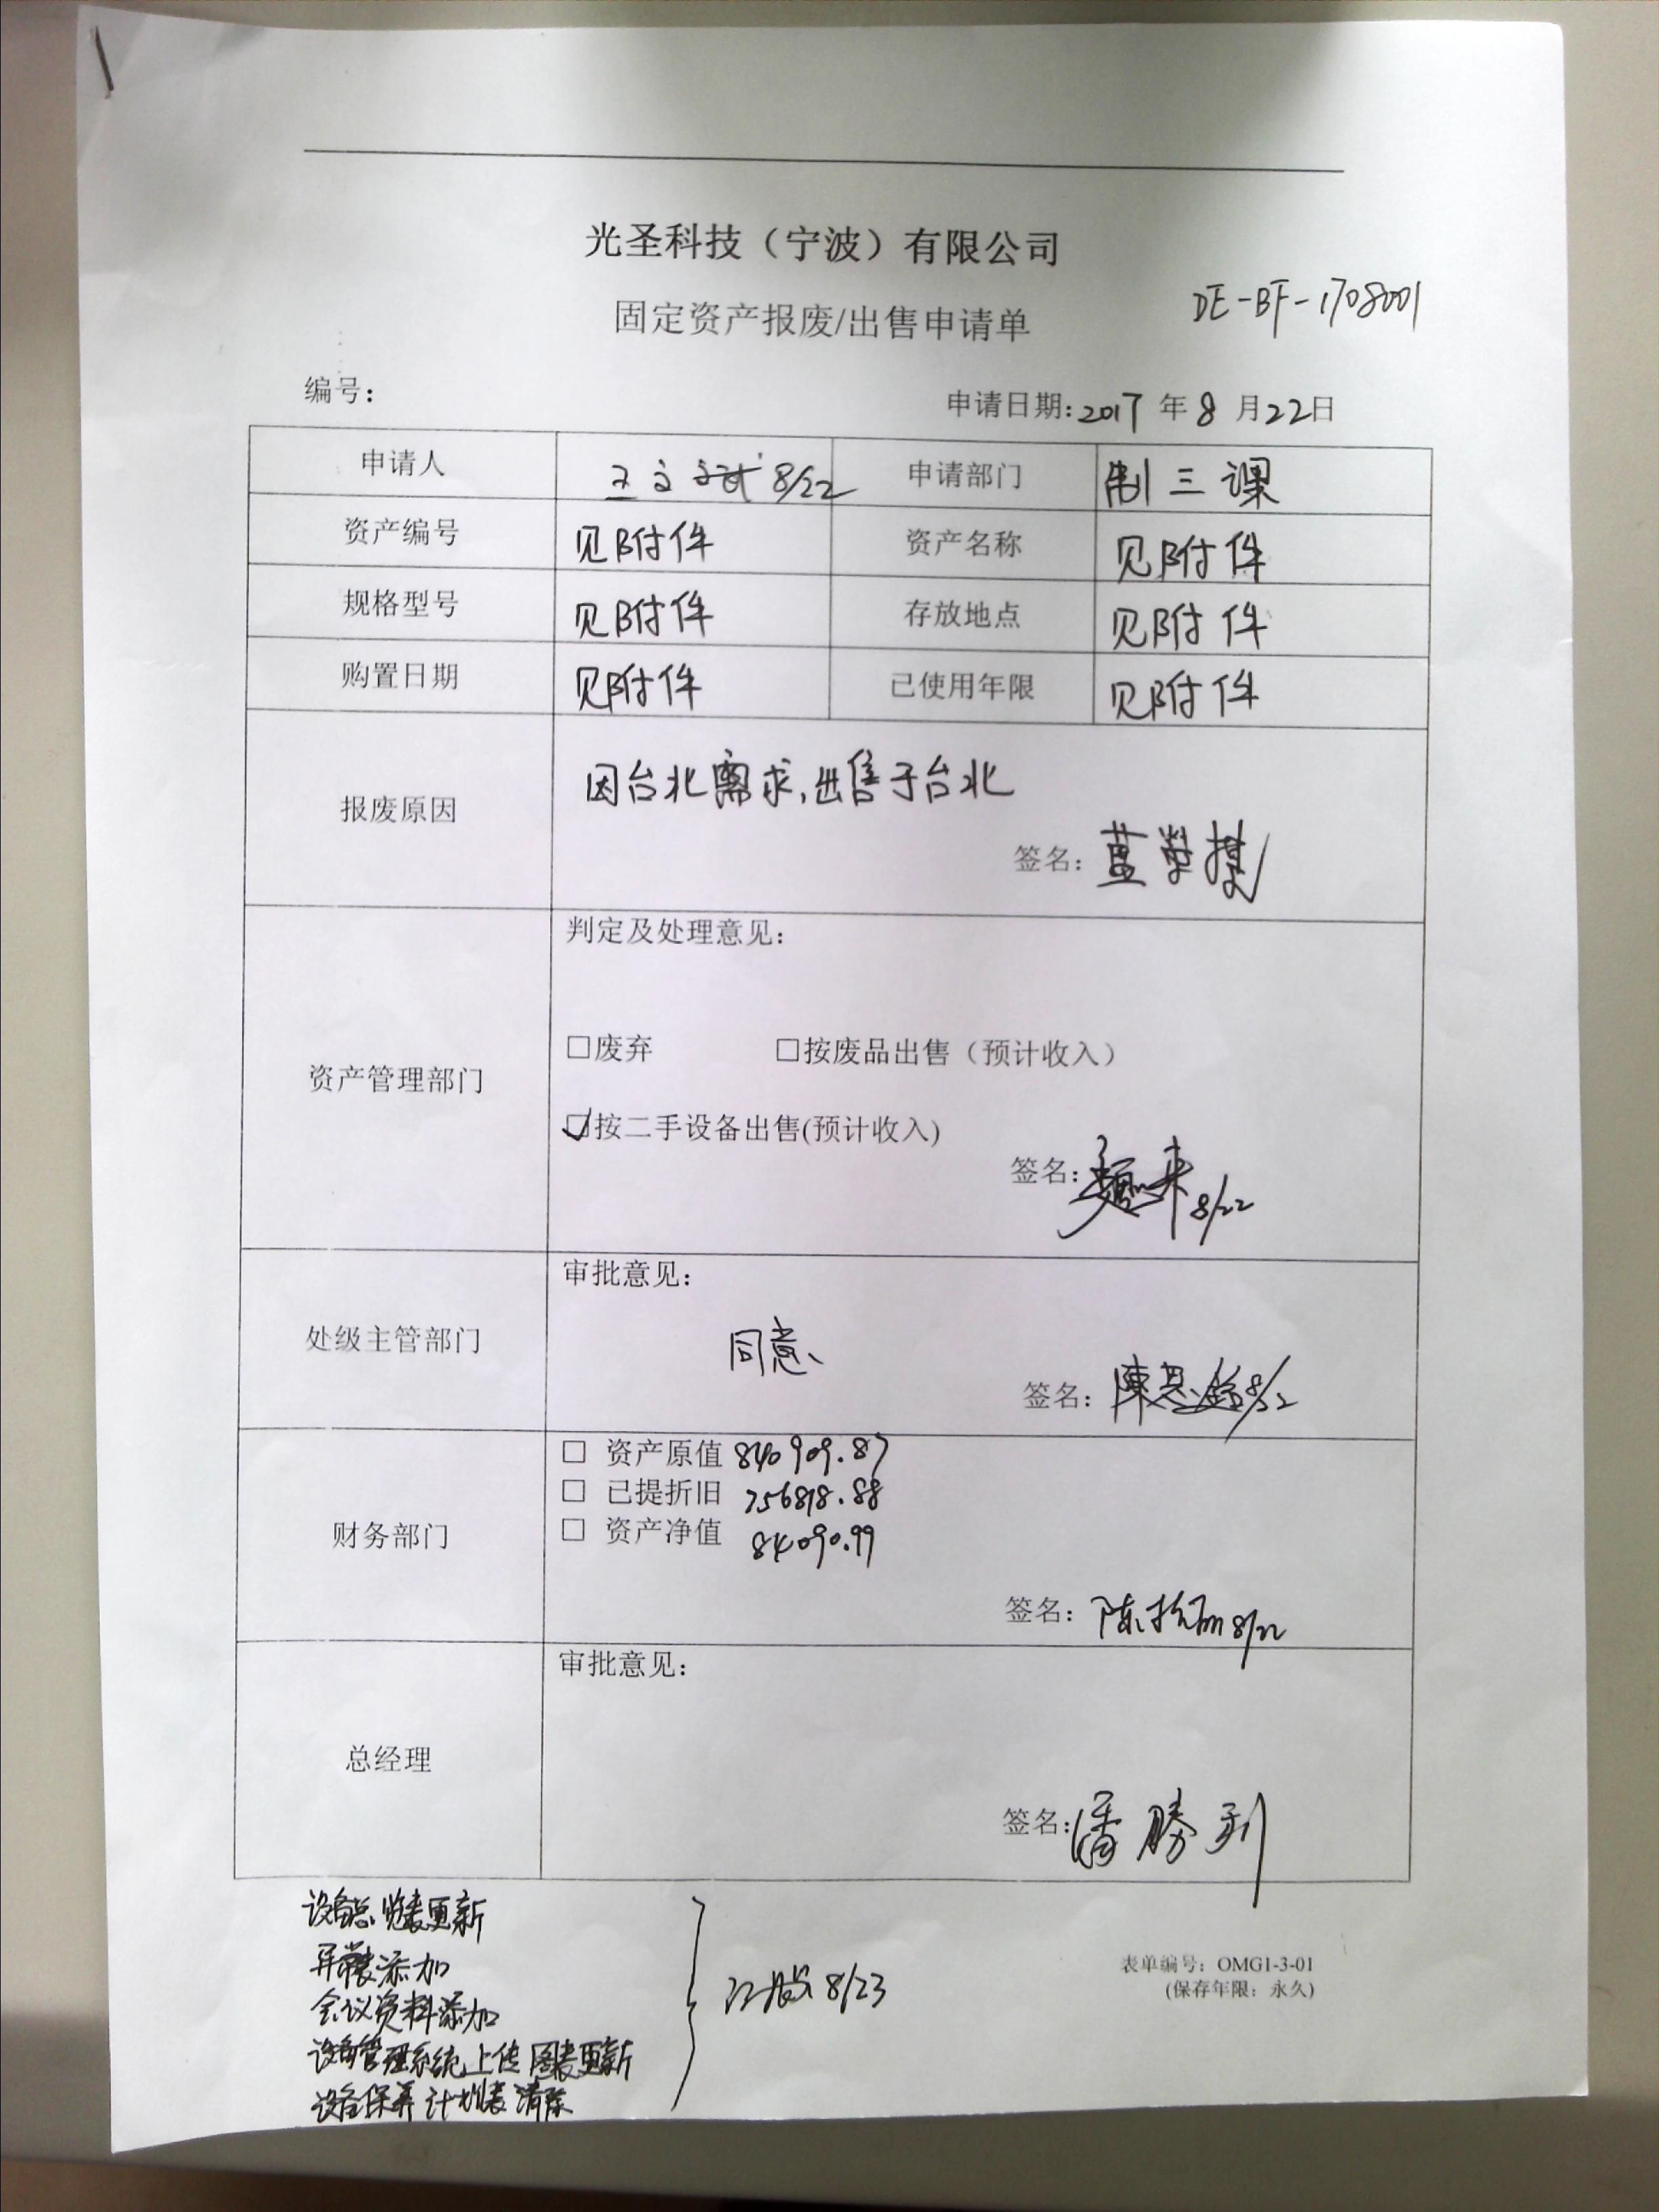 光圣科技（宁波）有限公司
固定资产报废/出售申请单
DE-BF-1708001
编号：
申请日期：2017 年 8 月 22 日
申请人 王文 8/22 申请部门 制三课
资产编号 见附件 资产名称 见附件
规格型号 见附件 存放地点 见附件
购置日期 见附件 已使用年限 见附件
报废原因
因台北需求,出售于台北
签名：
资产管理部门
判定及处理意见：
□废弃 □按废品出售（预计收入）
☑按二手设备出售(预计收入)
签名： 8/22
处级主管部门
审批意见：
同意
签名：陳 8/22
财务部门
□ 资产原值 840909.87
□ 已提折旧 756818.88
□ 资产净值 84090.99
签名：陈 8/22
总经理
审批意见：
签名：潘勝利
设备总览表更新
异常表添加
会议资料添加
设备管理系统上传图表更新
设备保养计划表清除
8/23
表单编号：OMG1-3-01
(保存年限：永久)